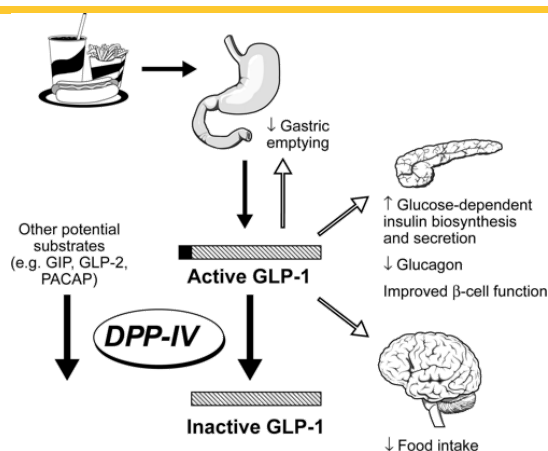 ↓ Gastric
emptying
↑ Glucose-dependent
insulin biosynthesis
and secretion
↓ Glucagon
Improved β-cell function
Other potential
substrates
(e.g. GIP, GLP-2,
PACAP)
Active GLP-1
DPP-IV
Inactive GLP-1
↓ Food intake